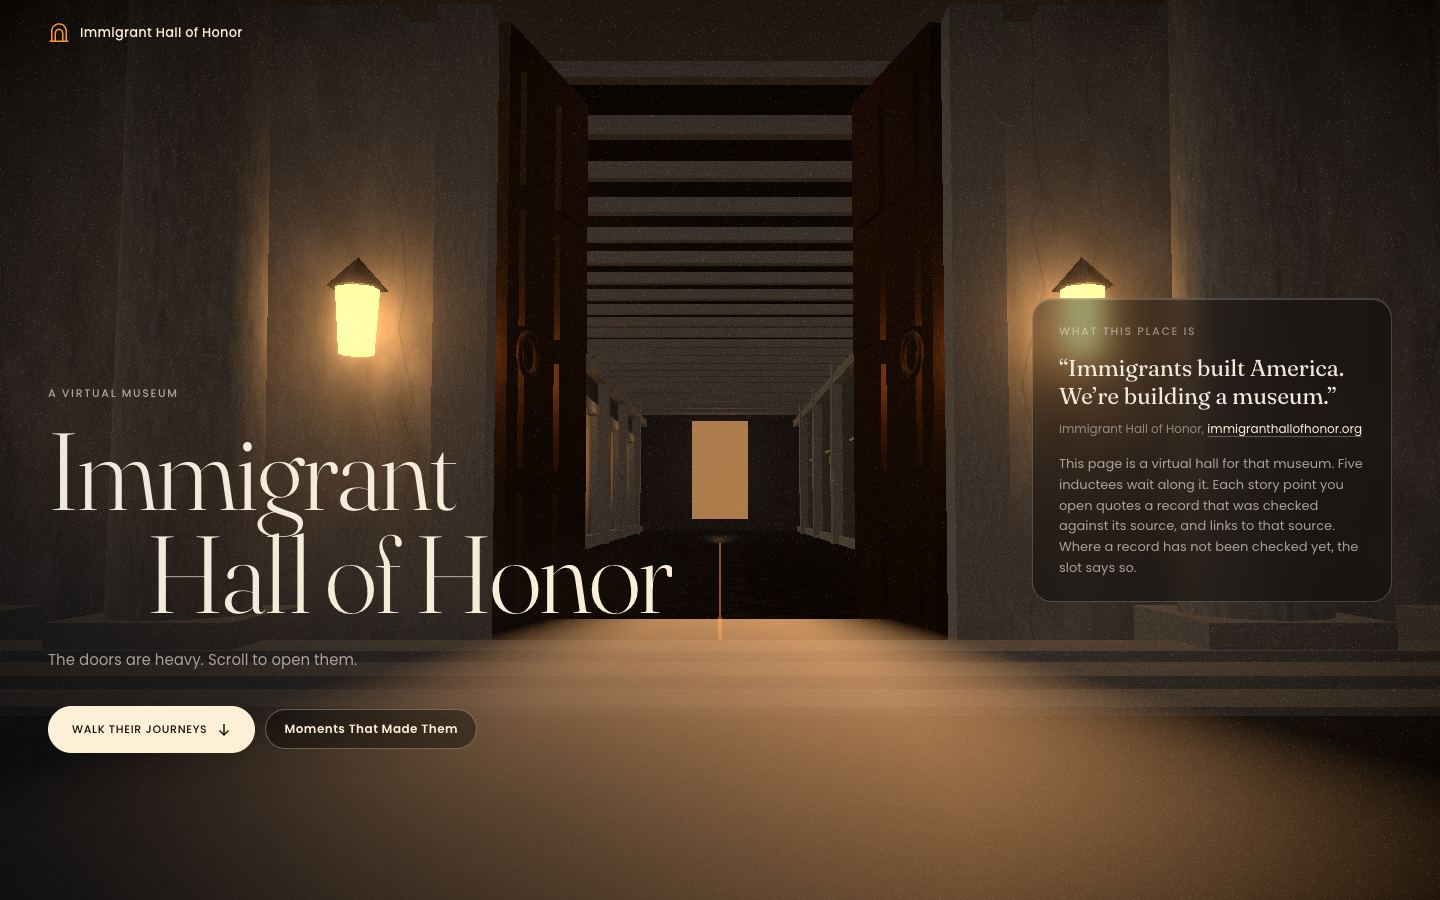 Immigrant Hall of Honor
A VIRTUAL MUSEUM
Immigrant
Hall of Honor
The doors are heavy. Scroll to open them.
WALK THEIR JOURNEYS
Moments That Made Them
WHAT THIS PLACE IS
“Immigrants built America.
We’re building a museum.”
Immigrant Hall of Honor, immigranthallofhonor.org
This page is a virtual hall for that museum. Five
inductees wait along it. Each story point you
open quotes a record that was checked
against its source, and links to that source.
Where a record has not been checked yet, the
slot says so.